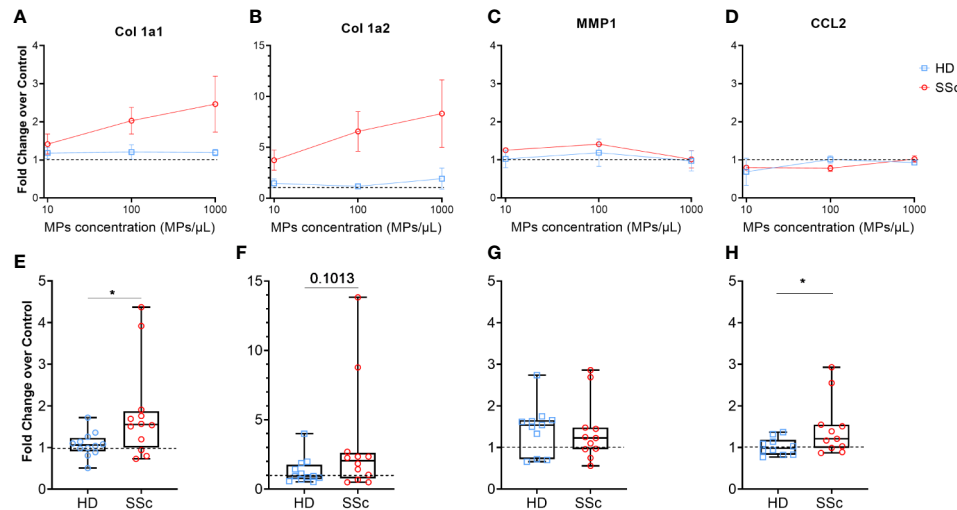 A
B
C
D
Col 1a1
Col 1a2
MMP1
CCL2
Fold Change over Control
4
3
2
1
0
15
10
5
0
4
3
2
1
0
4
3
2
1
0
HD
SSc
10 100 1000
10 100 1000
10 100 1000
10 100 1000
MPs concentration (MPs/µL)
MPs concentration (MPs/µL)
MPs concentration (MPs/µL)
MPs concentration (MPs/µL)
E
F
G
H
Fold Change over Control
5
4
3
2
1
0
*
HD SSc
15
10
5
0
0.1013
HD SSc
5
4
3
2
1
0
HD SSc
5
4
3
2
1
0
*
HD SSc